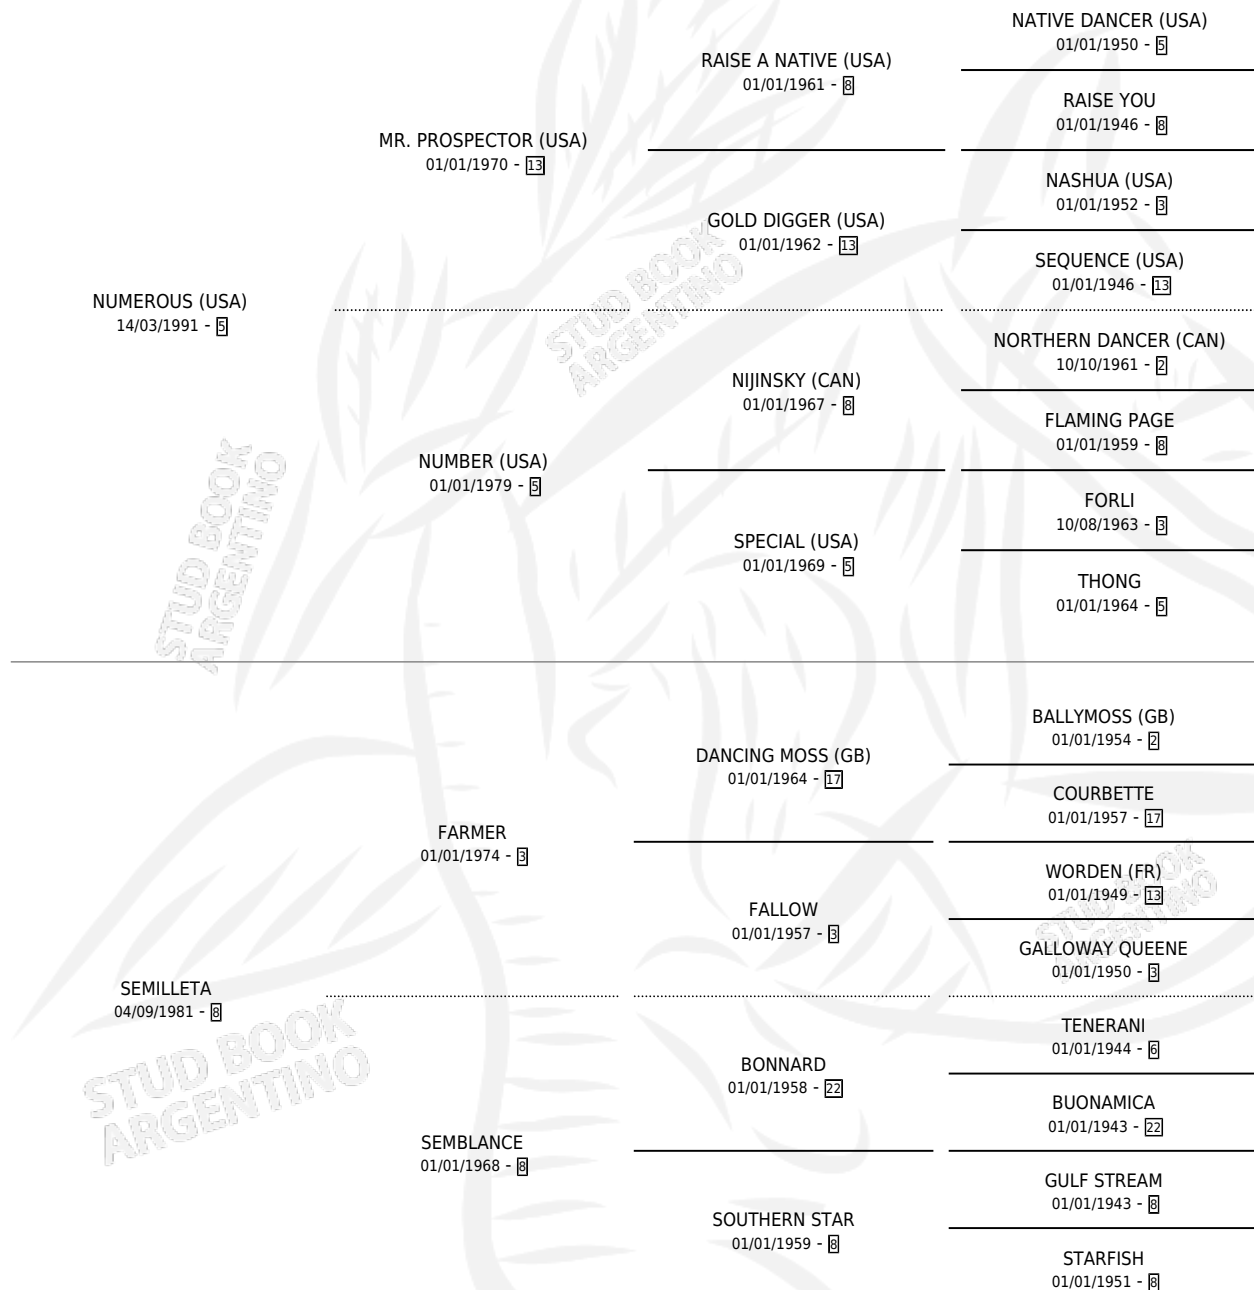 NATIVE DANCER (USA)
01/01/1950 - 5
RAISE A NATIVE (USA)
01/01/1961 - 8
RAISE YOU
01/01/1946 - 8
MR. PROSPECTOR (USA)
01/01/1970 - 13
NASHUA (USA)
01/01/1952 - 3
GOLD DIGGER (USA)
01/01/1962 - 13
SEQUENCE (USA)
01/01/1946 - 13
NUMEROUS (USA)
14/03/1991 - 5
STUD BOOK
ARGENTINO
NORTHERN DANCER (CAN)
10/10/1961 - 2
NIJINSKY (CAN)
01/01/1967 - 8
FLAMING PAGE
01/01/1959 - 8
NUMBER (USA)
01/01/1979 - 5
FORLI
10/08/1963 - 3
SPECIAL (USA)
01/01/1969 - 5
THONG
01/01/1964 - 5
STUD BOOK
ARGENTINO
BALLYMOSS (GB)
01/01/1954 - 2
DANCING MOSS (GB)
01/01/1964 - 17
COURBETTE
01/01/1957 - 17
FARMER
01/01/1974 - 3
WORDEN (FR)
01/01/1949 - 13
FALLOW
01/01/1957 - 3
STUD BOOK
ARGENTINO
GALLOWAY QUEENE
01/01/1950 - 3
SEMILLETA
04/09/1981 - 8
TENERANI
01/01/1944 - 6
STUD BOOK
ARGENTINO
BONNARD
01/01/1958 - 22
BUONAMICA
01/01/1943 - 22
SEMBLANCE
01/01/1968 - 8
GULF STREAM
01/01/1943 - 8
SOUTHERN STAR
01/01/1959 - 8
STARFISH
01/01/1951 - 8